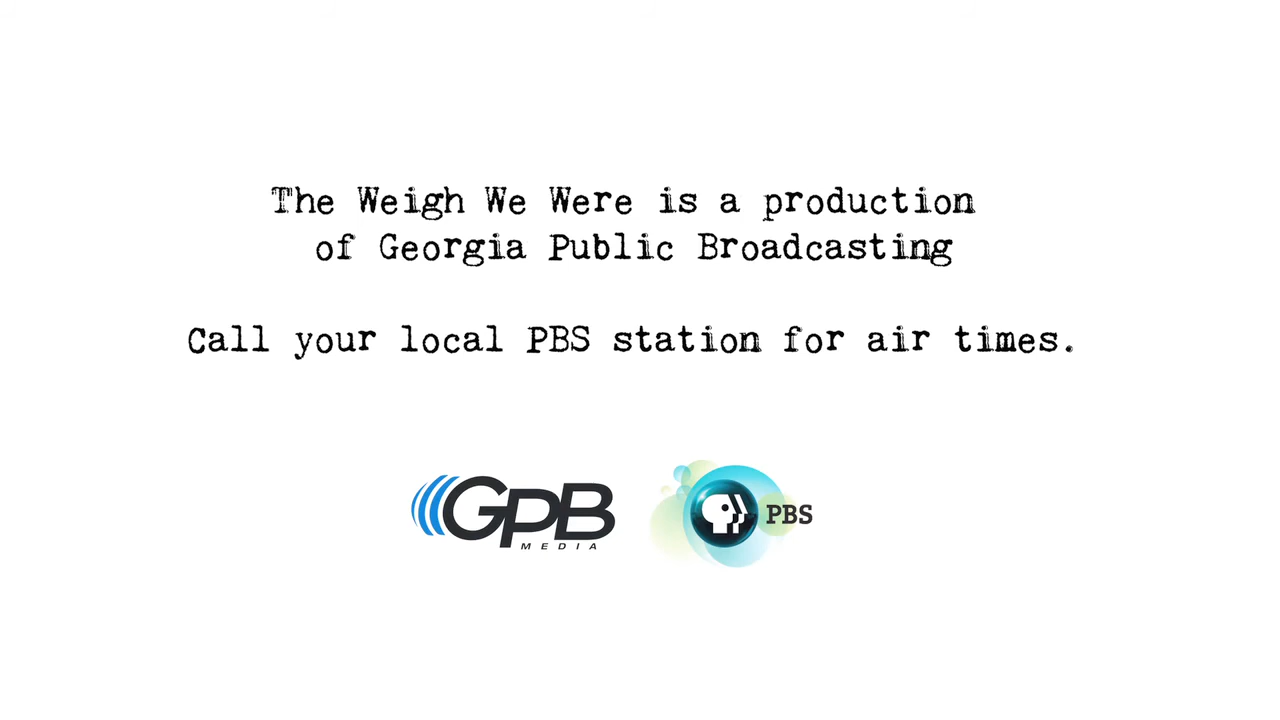 The Weigh We Were is a production
of Georgia Public Broadcasting
Call your local PBS station for air times.
GPB
MEDIA
PBS